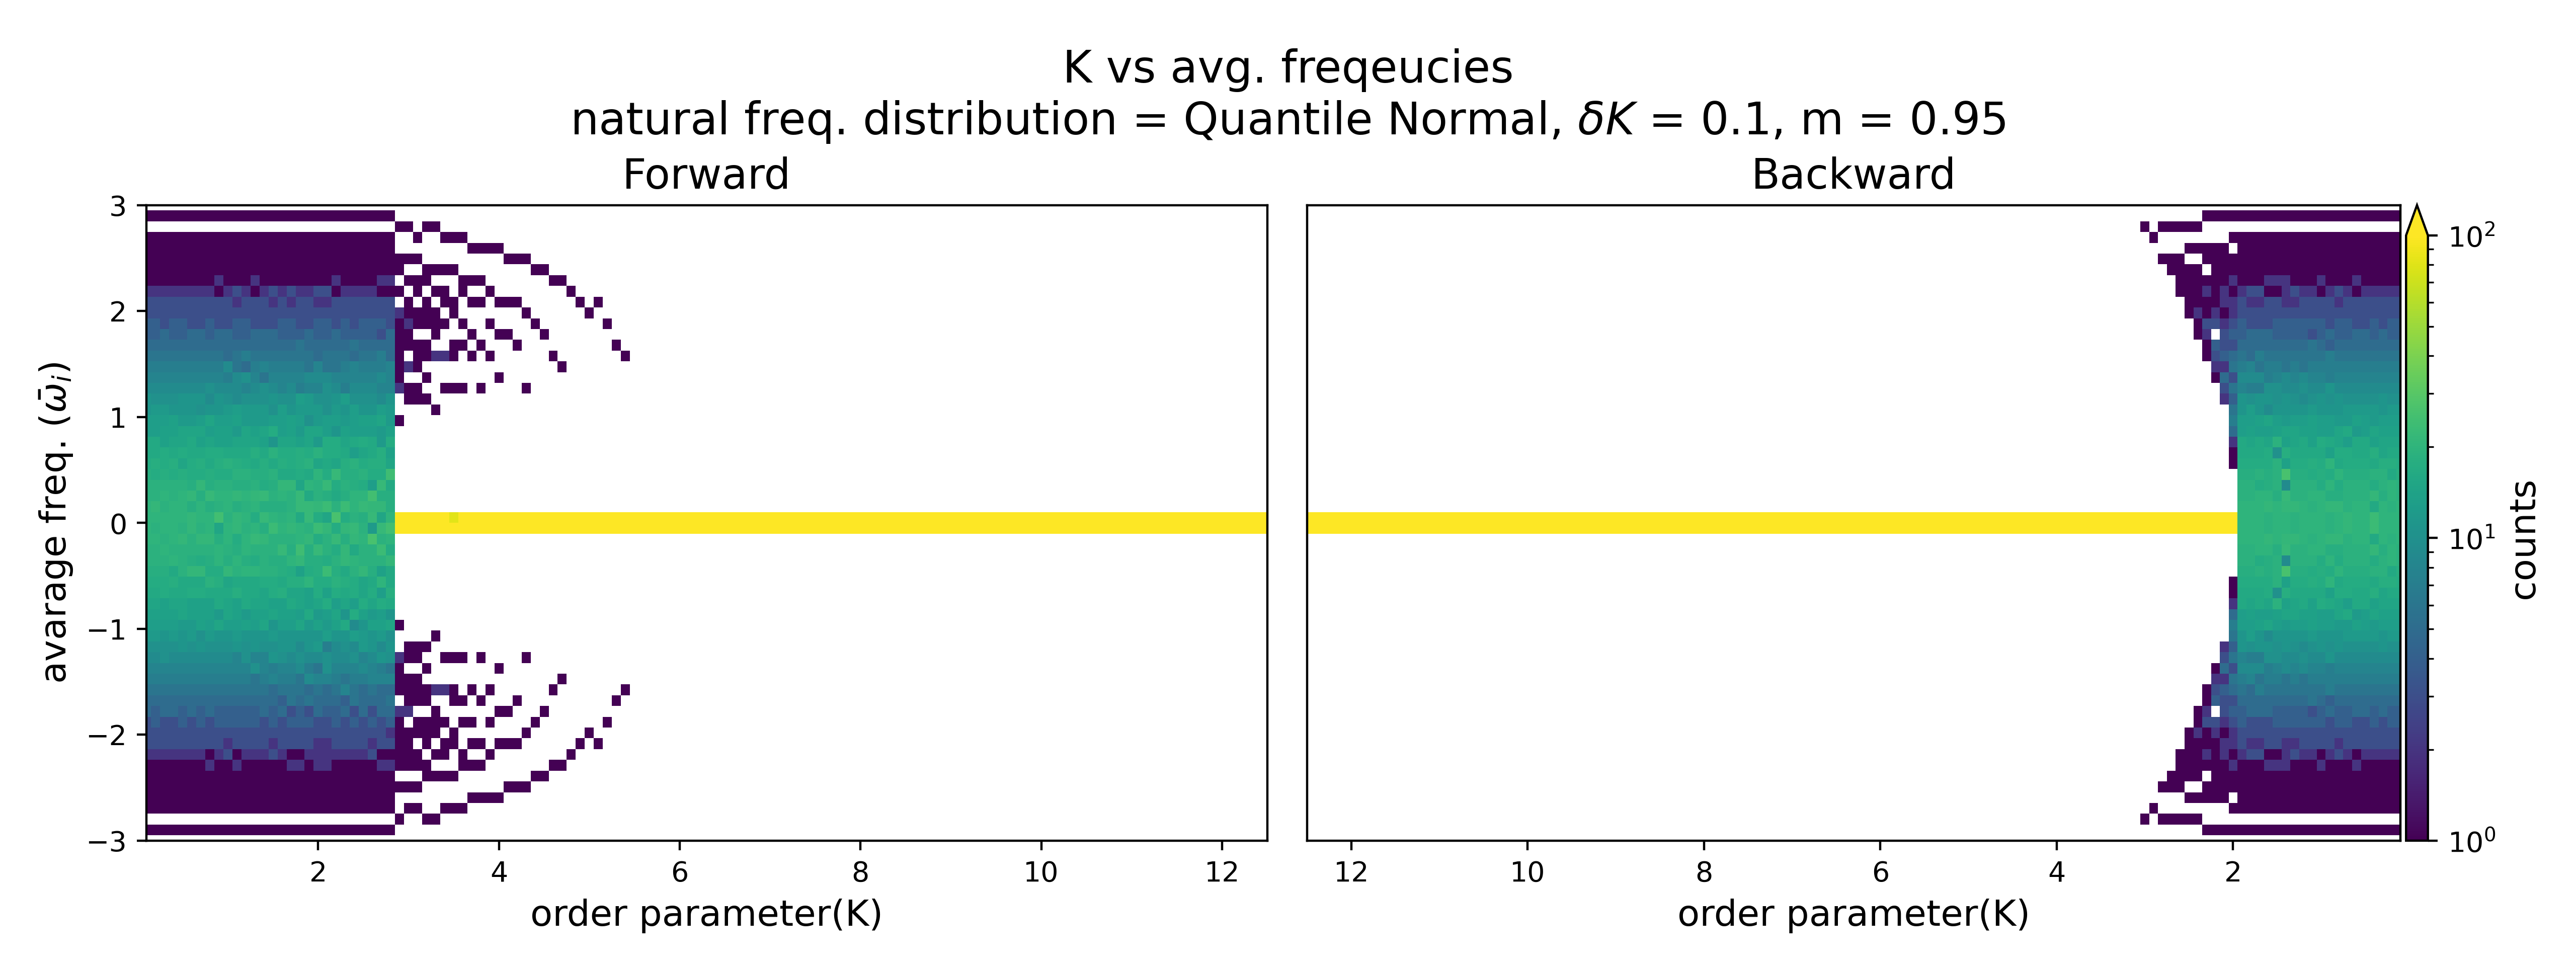 K vs avg. freqeucies
natural freq. distribution = Quantile Normal, δK = 0.1, m = 0.95
Forward
Backward
3
2
1
0
−1
−2
−3
avarage freq. (ω̄ᵢ)
2
4
6
8
10
12
order parameter(K)
12
10
8
6
4
2
order parameter(K)
10²
10¹
10⁰
counts